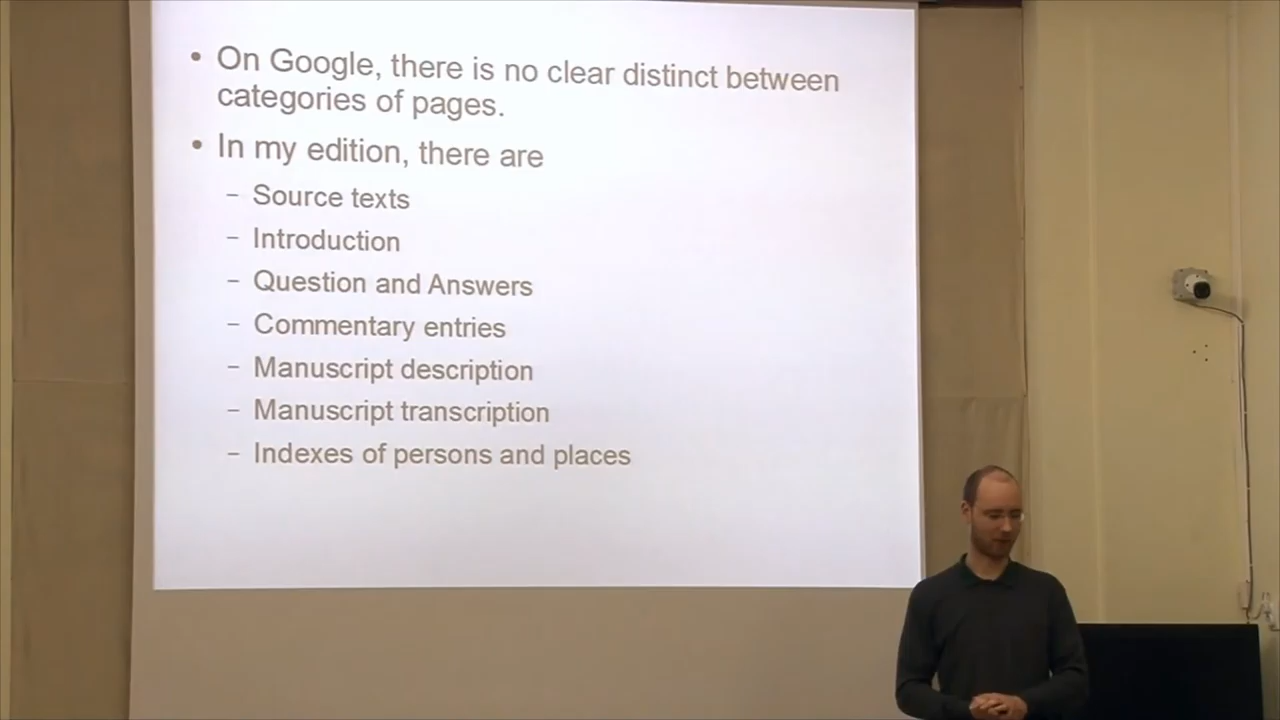 • On Google, there is no clear distinct between
categories of pages.
• In my edition, there are
– Source texts
– Introduction
– Question and Answers
– Commentary entries
– Manuscript description
– Manuscript transcription
– Indexes of persons and places